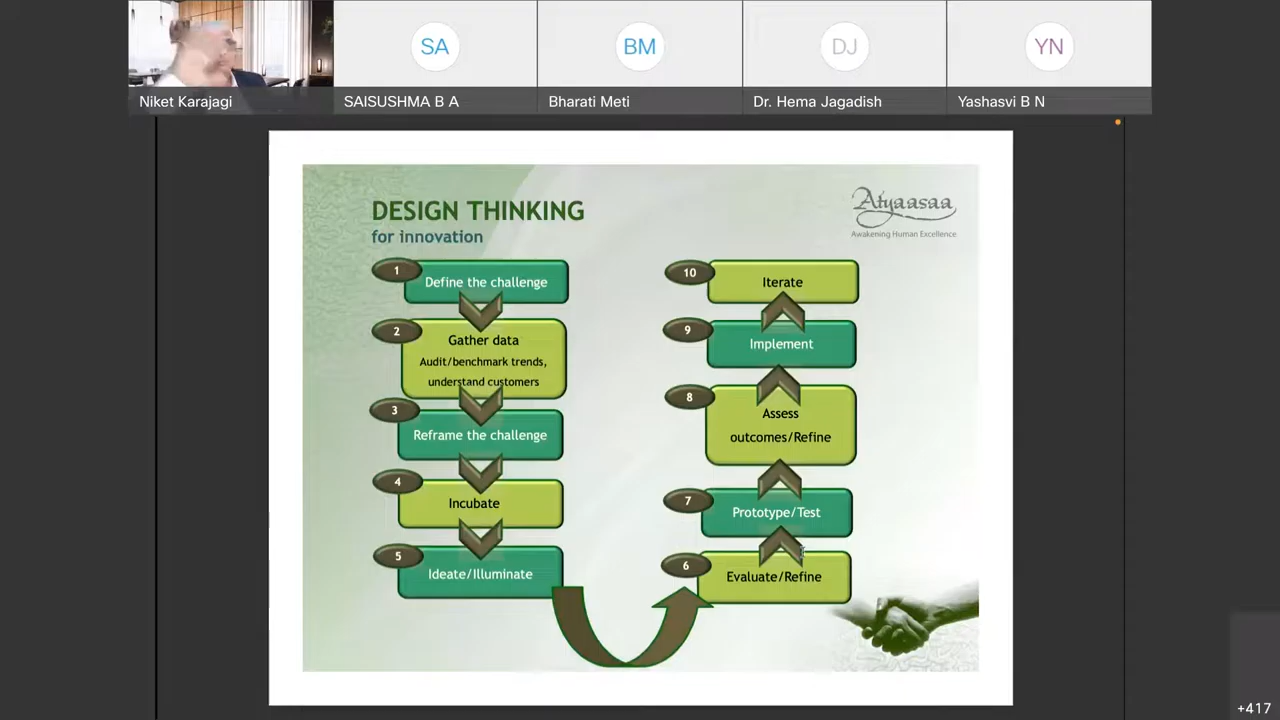 SA
BM
DJ
YN
Niket Karajagi
SAISUSHMA B A
Bharati Meti
Dr. Hema Jagadish
Yashasvi B N
DESIGN THINKING
for innovation
Atyaasaa
Awakening Human Excellence
1
Define the challenge
2
Gather data
Audit/benchmark trends,
understand customers
3
Reframe the challenge
4
Incubate
5
Ideate/Illuminate
10
Iterate
9
Implement
8
Assess
outcomes/Refine
7
Prototype/Test
6
Evaluate/Refine
+417